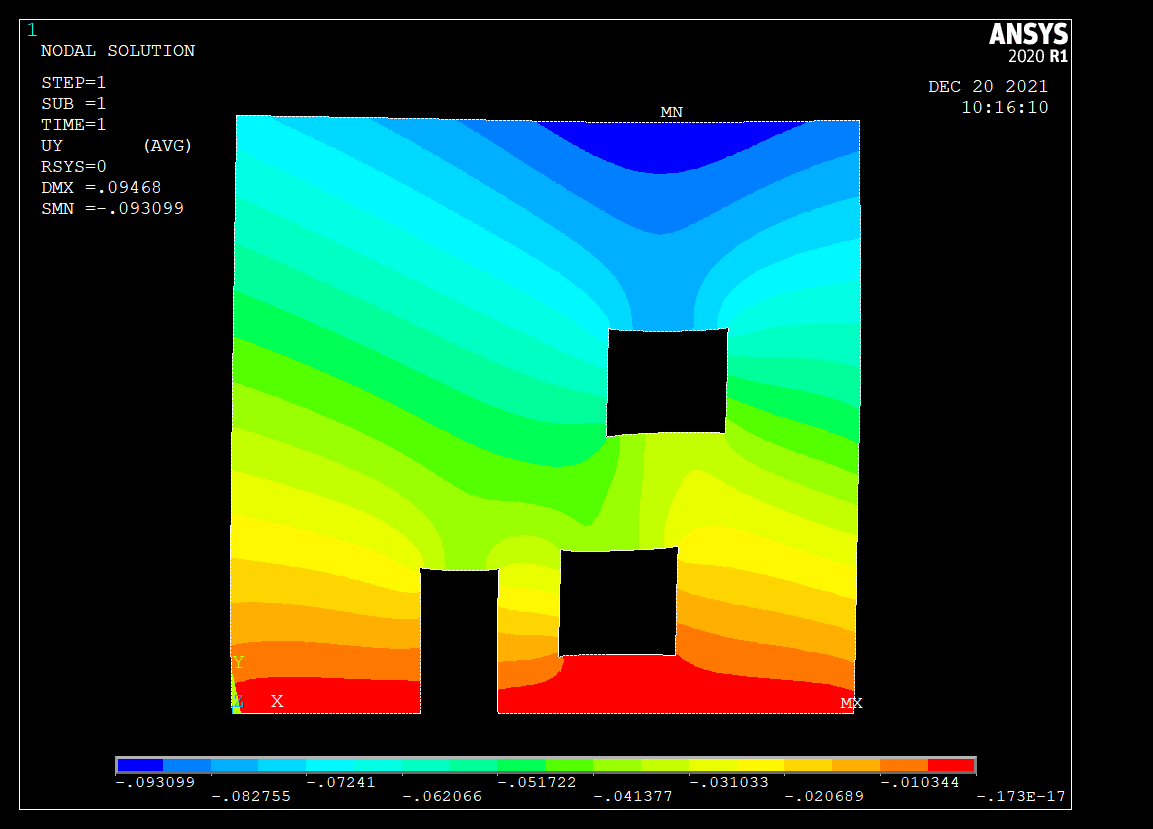 1
NODAL SOLUTION
STEP=1
SUB =1
TIME=1
UY (AVG)
RSYS=0
DMX =.09468
SMN =-.093099
ANSYS
2020 R1
DEC 20 2021
10:16:10
MN
Y
Z X
MX
-.093099 -.07241 -.051722 -.031033 -.010344
-.082755 -.062066 -.041377 -.020689 -.173E-17